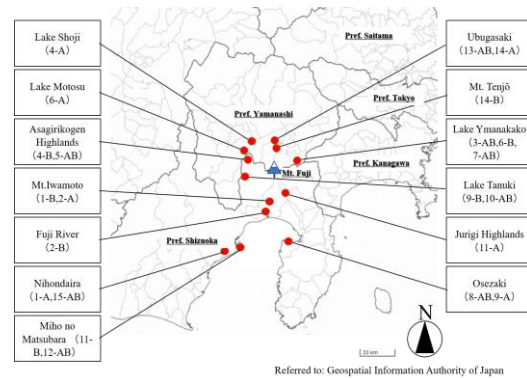 Lake Shoji
(4-A)
Lake Motosu
(6-A)
Asagirikogen
Highlands
(4-B,5-AB)
Mt.Iwamoto
(1-B,2-A)
Fuji River
(2-B)
Nihondaira
(1-A,15-AB)
Miho no
Matsubara (11-
B,12-AB)
Pref. Saitama
Pref. Tokyo
Pref. Yamanashi
Pref. Kanagawa
Mt. Fuji
Pref. Shizuoka
Ubugasaki
(13-AB,14-A)
Mt. Tenjō
(14-B)
Lake Ymanakako
(3-AB,6-B,
7-AB)
Lake Tanuki
(9-B,10-AB)
Jurigi Highlands
(11-A)
Osezaki
(8-AB,9-A)
N
20 km
Referred to: Geospatial Information Authority of Japan